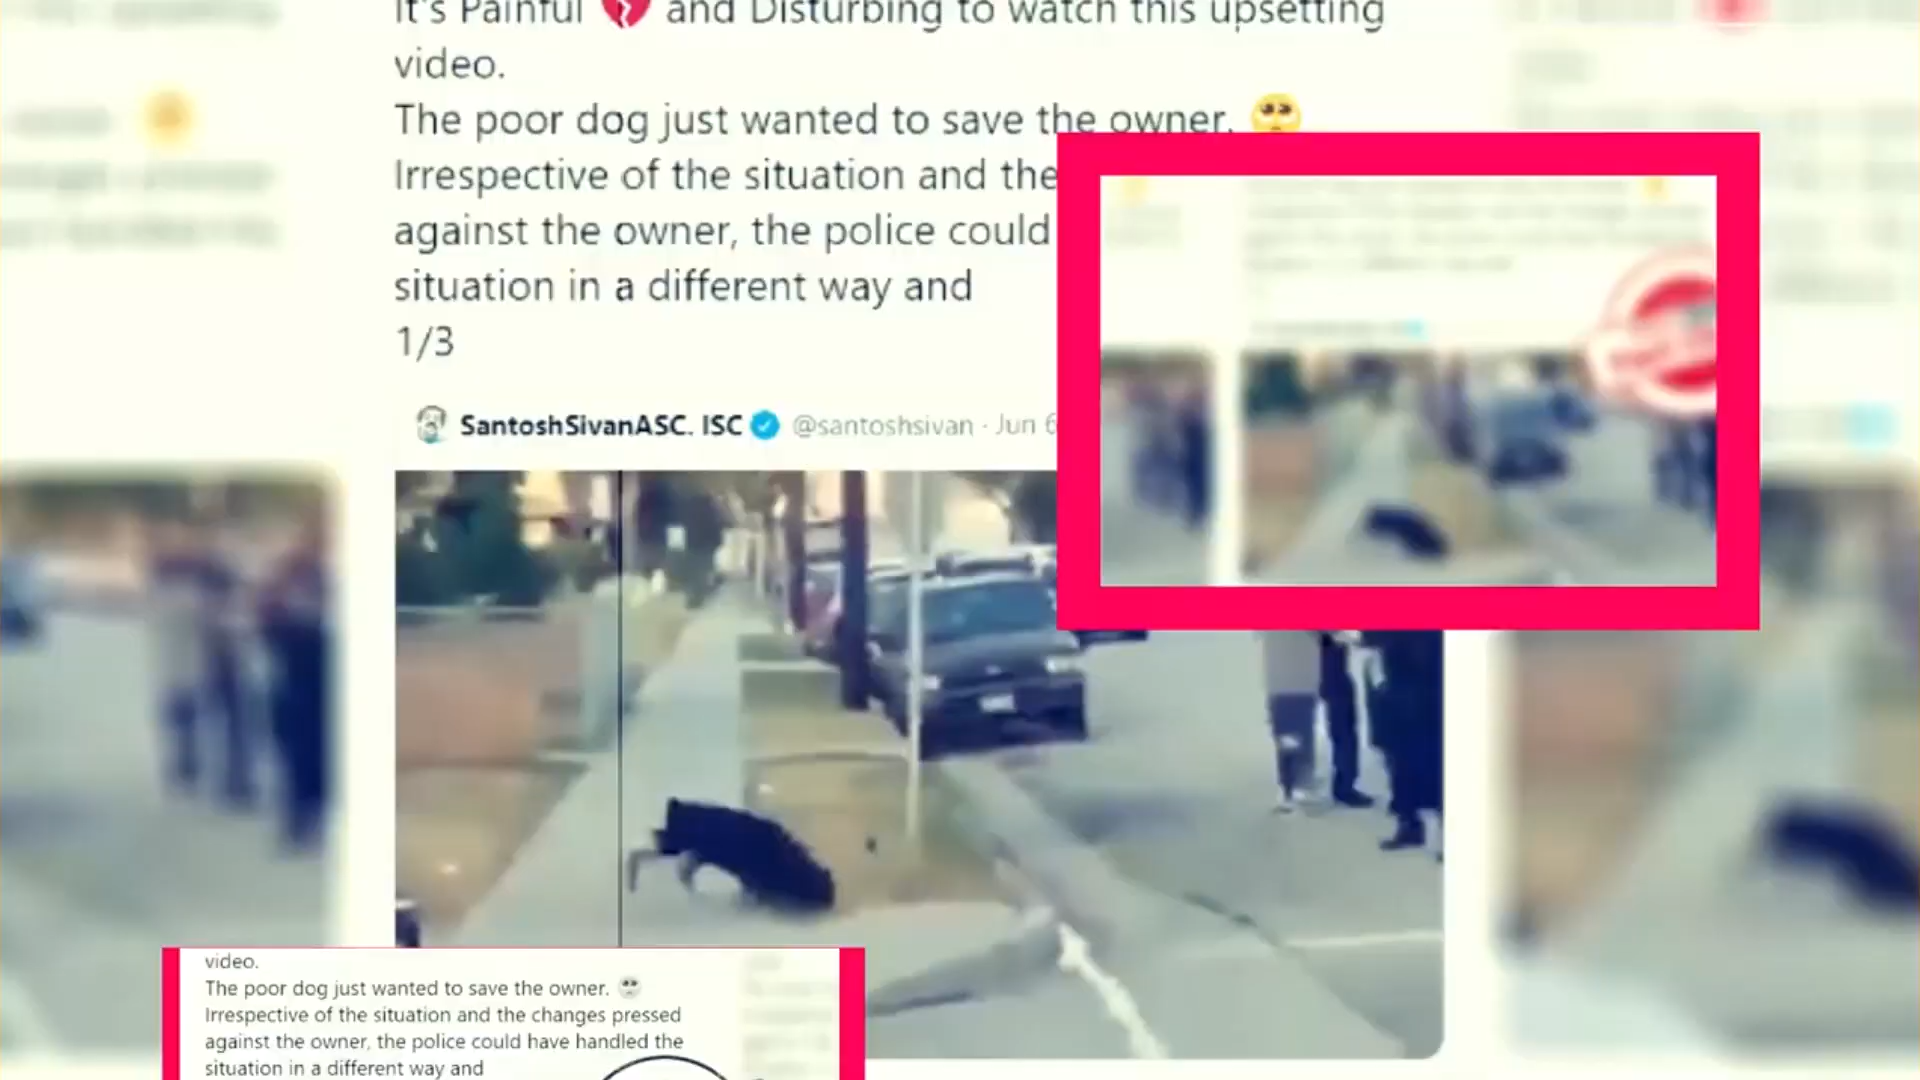 It's Painful 💔 and Disturbing to watch this upsetting
video.
The poor dog just wanted to save the owner. 🥺
Irrespective of the situation and the
against the owner, the police could
situation in a different way and
1/3
SantoshSivanASC. ISC @santoshsivan · Jun 6
video.
The poor dog just wanted to save the owner. 🥺
Irrespective of the situation and the changes pressed
against the owner, the police could have handled the
situation in a different way and